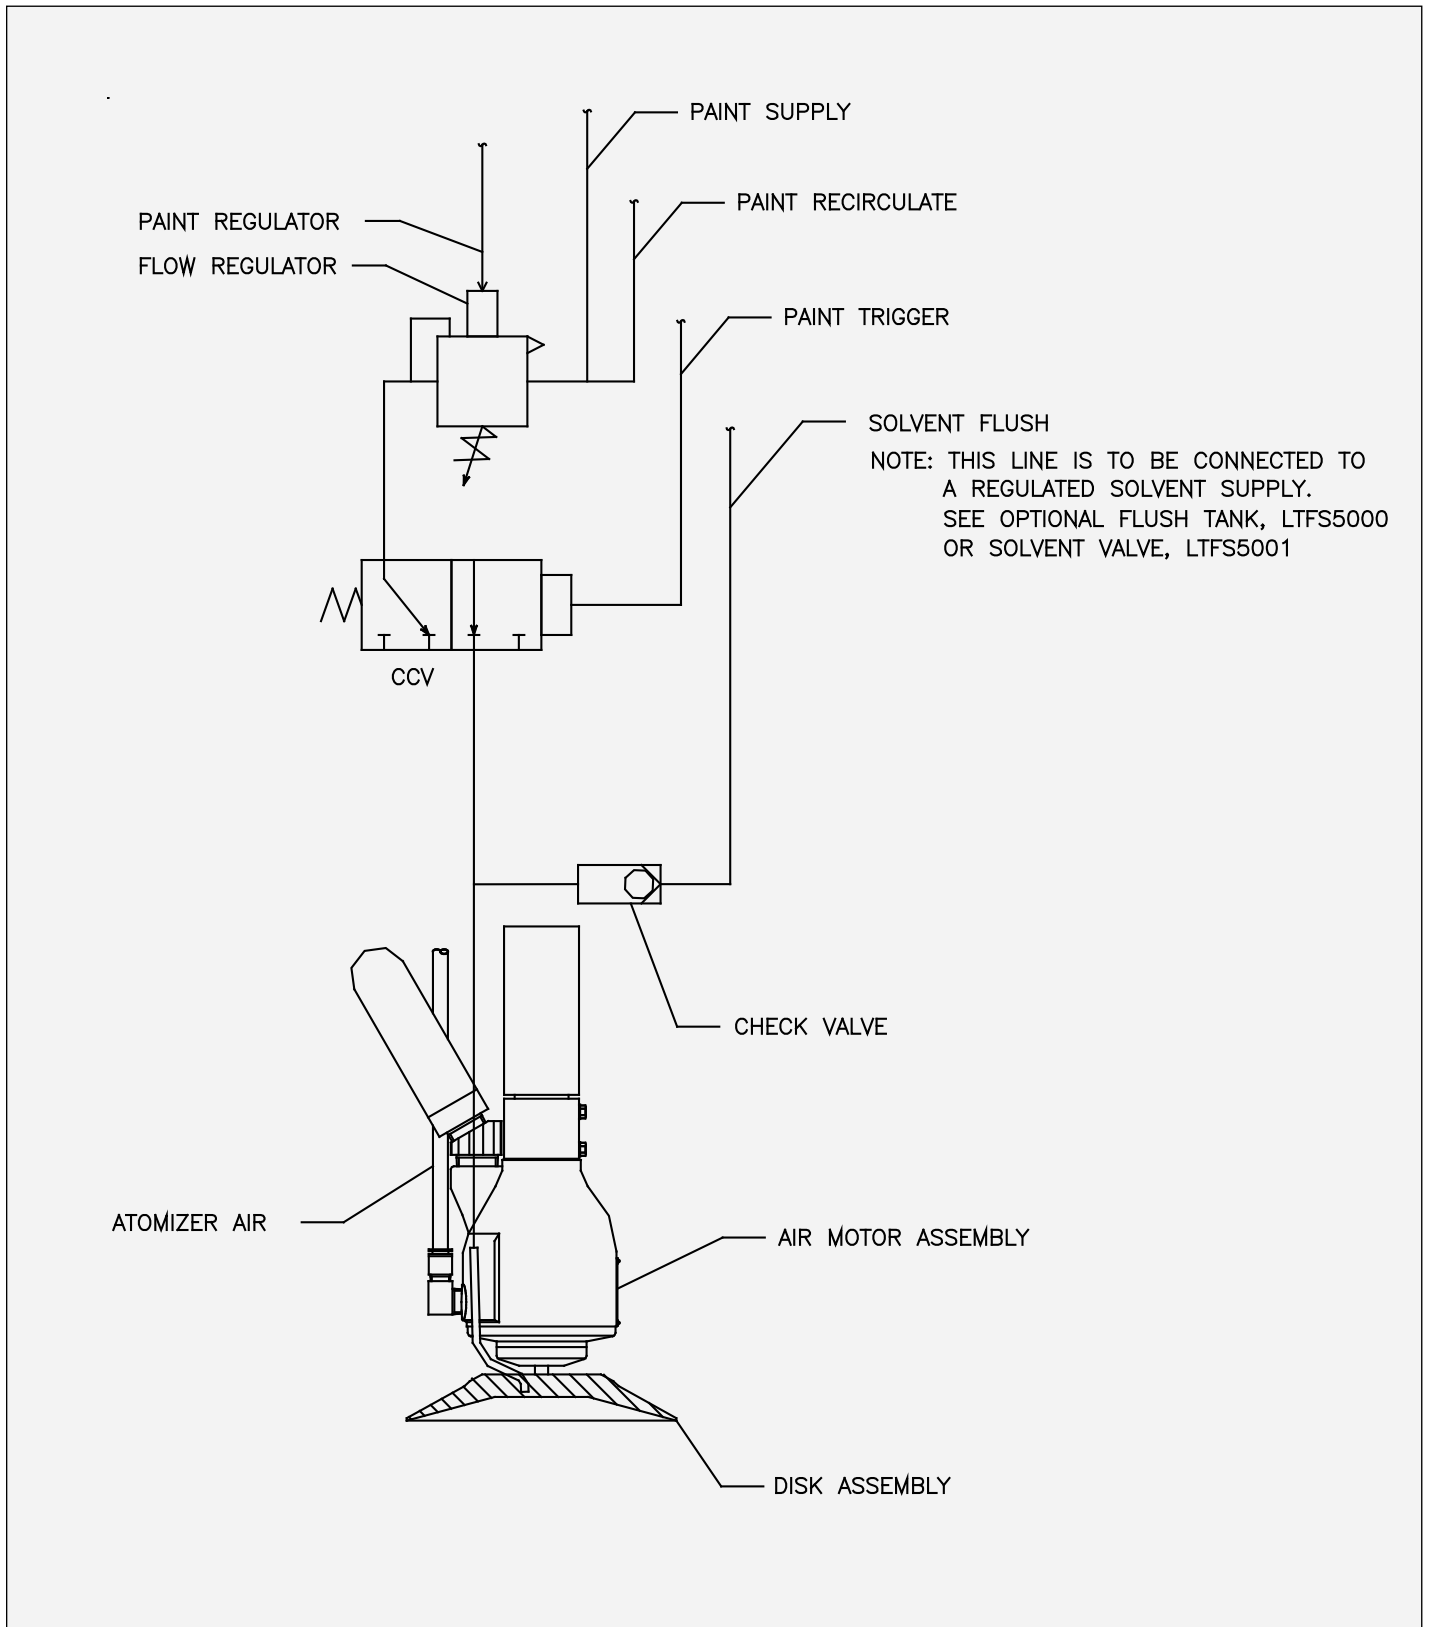 PAINT SUPPLY
PAINT RECIRCULATE
PAINT REGULATOR
FLOW REGULATOR
PAINT TRIGGER
SOLVENT FLUSH
NOTE: THIS LINE IS TO BE CONNECTED TO
A REGULATED SOLVENT SUPPLY.
SEE OPTIONAL FLUSH TANK, LTFS5000
OR SOLVENT VALVE, LTFS5001
CCV
CHECK VALVE
ATOMIZER AIR
AIR MOTOR ASSEMBLY
DISK ASSEMBLY